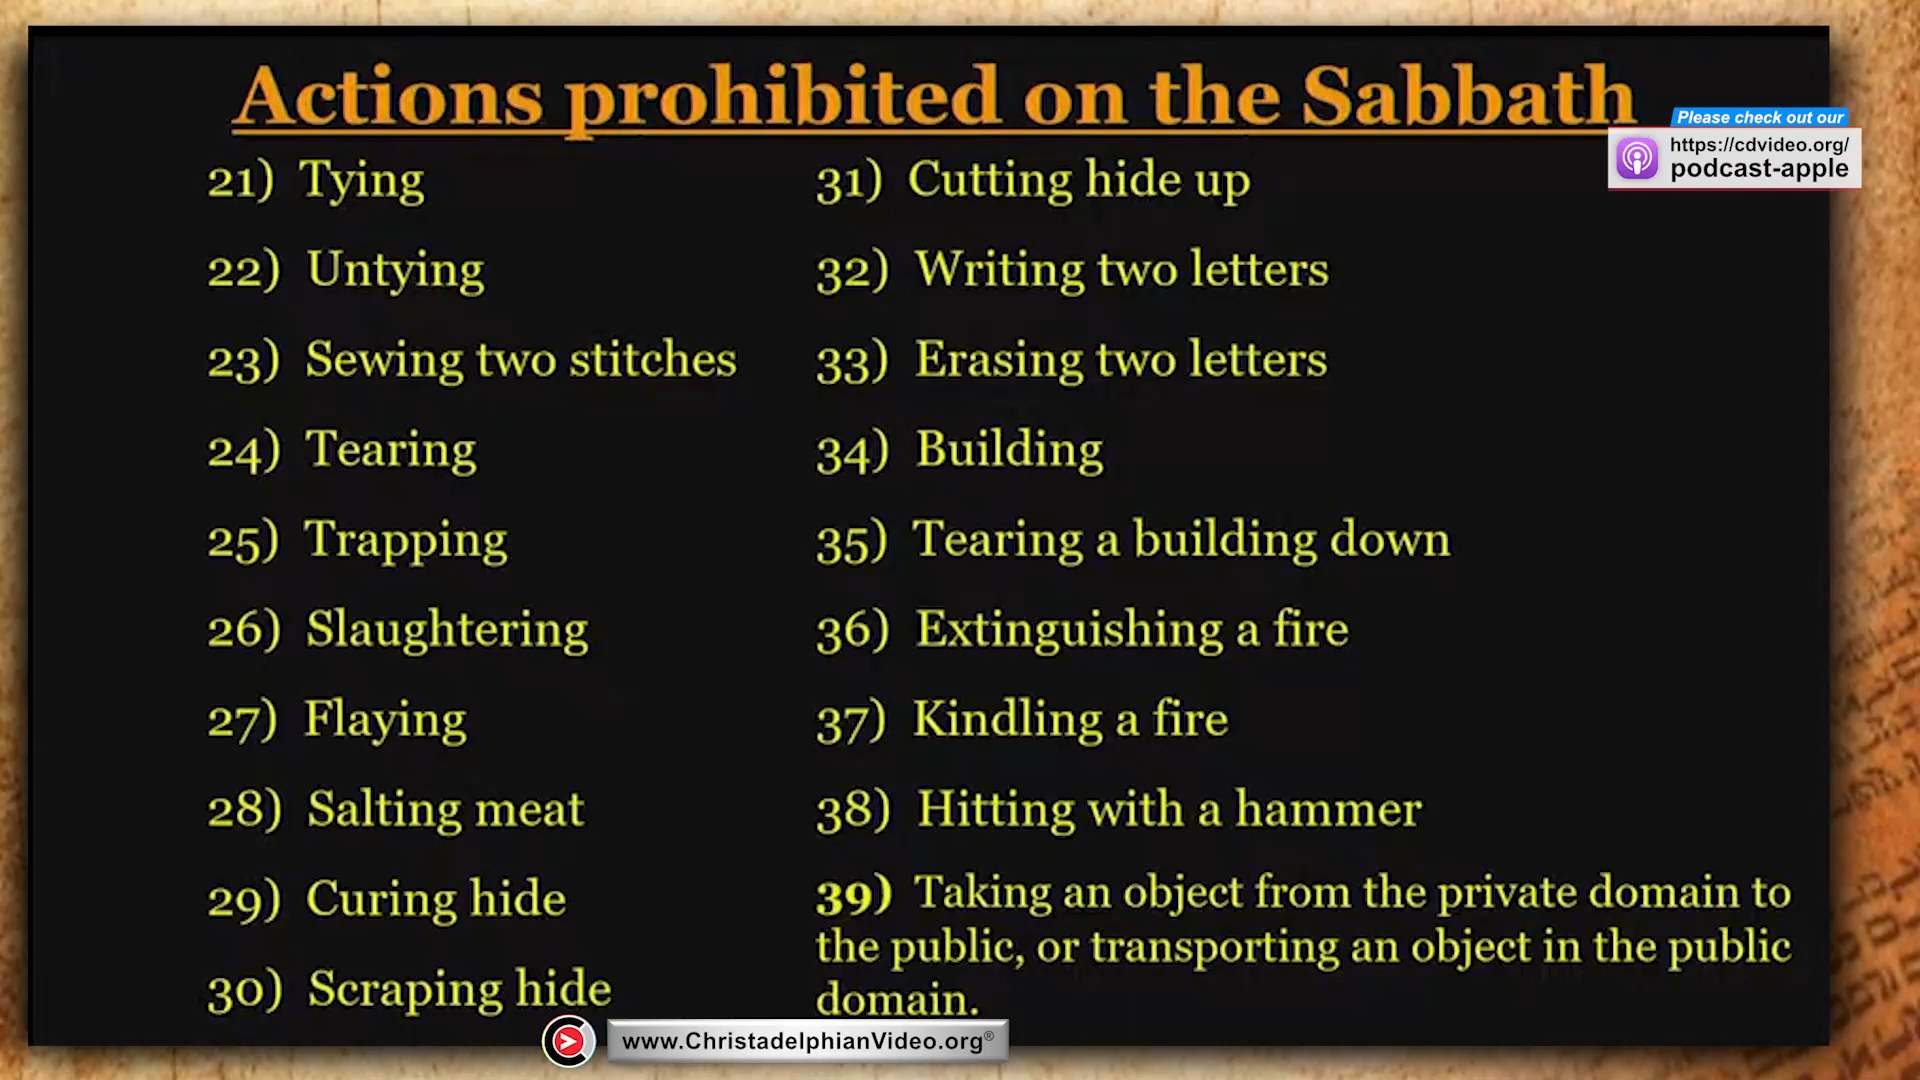 Actions prohibited on the Sabbath
Please check out our
https://cdvideo.org/
podcast-apple
21) Tying
22) Untying
23) Sewing two stitches
24) Tearing
25) Trapping
26) Slaughtering
27) Flaying
28) Salting meat
29) Curing hide
30) Scraping hide
31) Cutting hide up
32) Writing two letters
33) Erasing two letters
34) Building
35) Tearing a building down
36) Extinguishing a fire
37) Kindling a fire
38) Hitting with a hammer
39) Taking an object from the private domain to
the public, or transporting an object in the public
domain.
www.ChristadelphianVideo.org®